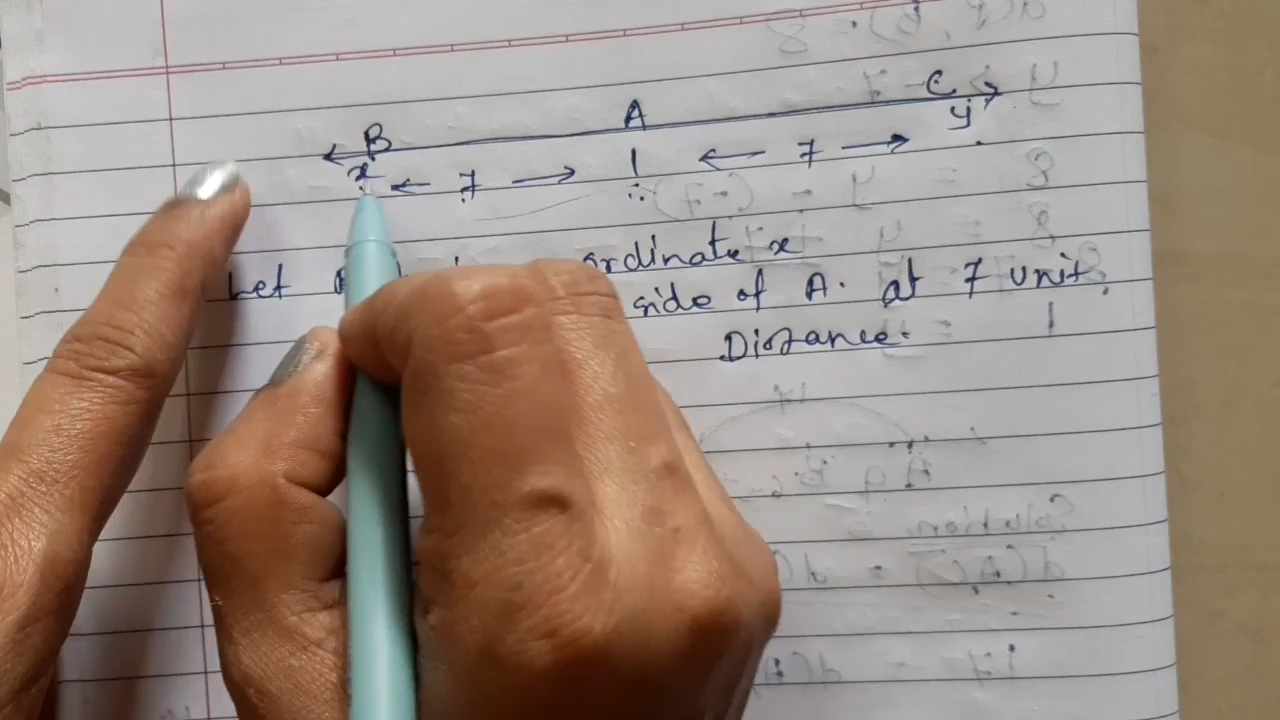 B A C
x 1 y
← 7 → ← 7 →
Let ordinate x
side of A. at 7 unit
Distance.